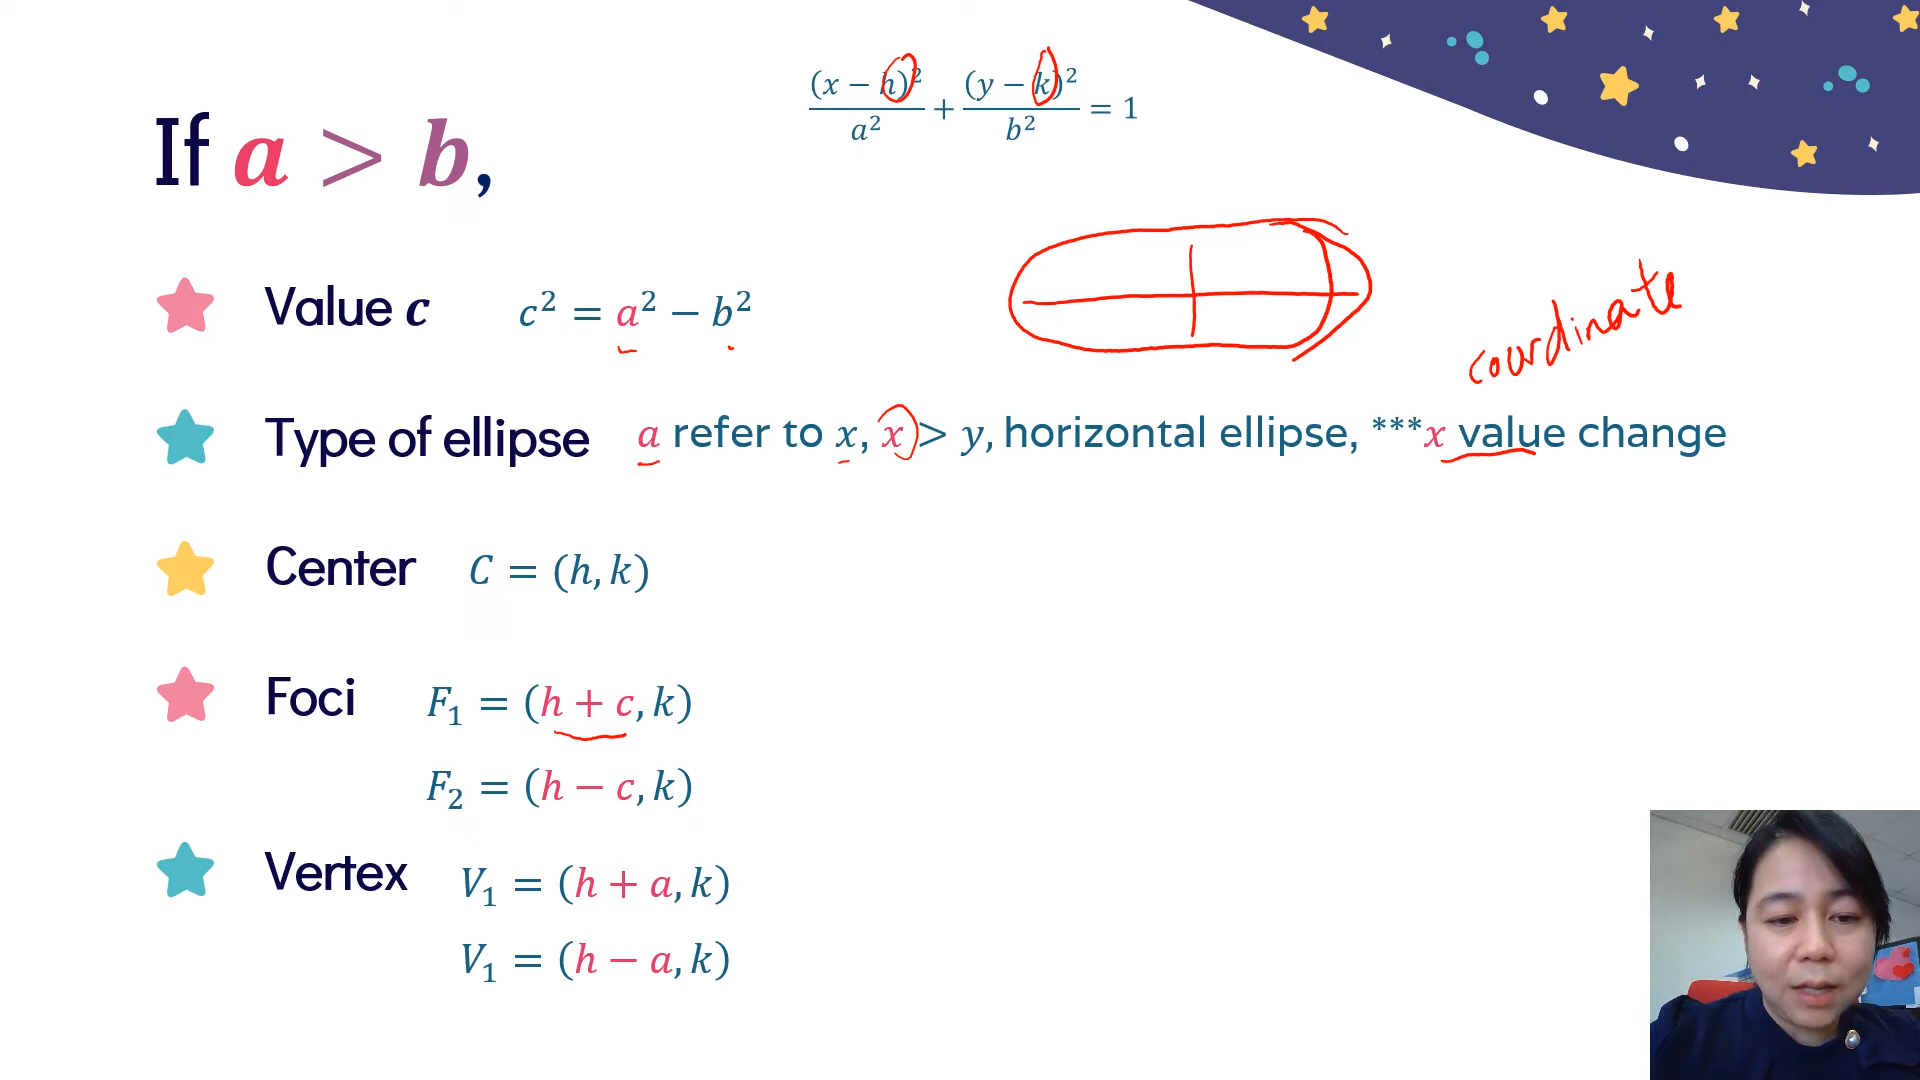 (x − h)²/a² + (y − k)²/b² = 1
If a > b,
Value c c² = a² − b²
coordinate
Type of ellipse a refer to x, x > y, horizontal ellipse, ***x value change
Center C = (h, k)
Foci F₁ = (h + c, k)
F₂ = (h − c, k)
Vertex V₁ = (h + a, k)
V₁ = (h − a, k)